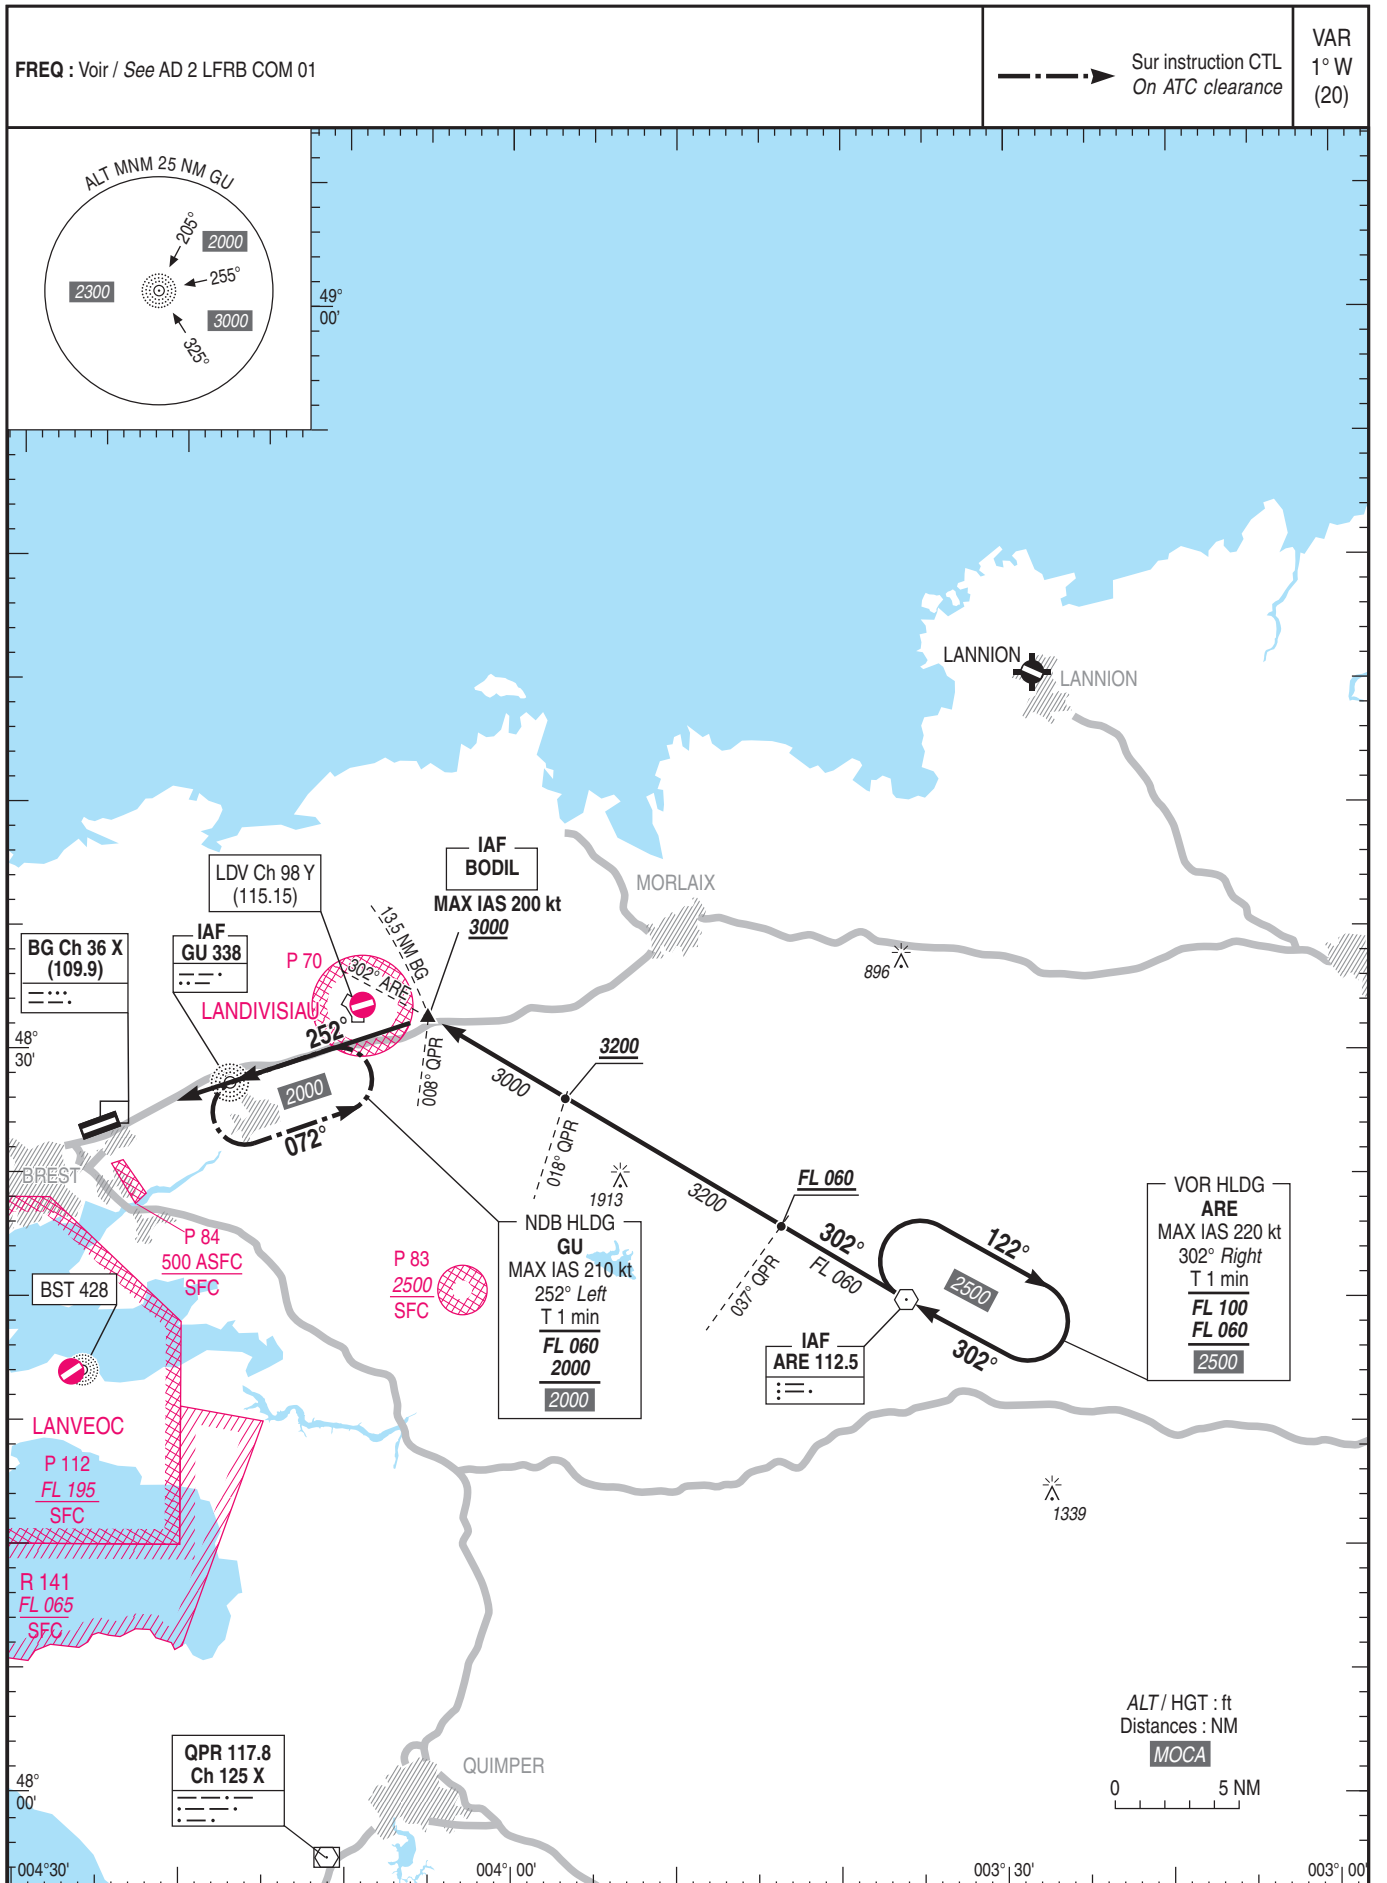 FREQ : Voir / See AD 2 LFRB COM 01
Sur instruction CTL
On ATC clearance
VAR
1° W
(20)
ALT MNM 25 NM GU
205°
2000
255°
2300
3000
325°
49°
00'
LANNION
LANNION
IAF
BODIL
MAX IAS 200 kt
3000
LDV Ch 98 Y
(115.15)
MORLAIX
13.5 NM BG
IAF
GU 338
BG Ch 36 X
(109.9)
P 70
302° ARE
896
LANDIVISIAU
252°
48°
30'
008° QPR
3200
3000
2000
072°
018° QPR
BREST
1913
3200
FL 060
302°
FL 060
037° QPR
122°
2500
302°
VOR HLDG
ARE
MAX IAS 220 kt
302° Right
T 1 min
FL 100
FL 060
2500
NDB HLDG
GU
MAX IAS 210 kt
252° Left
T 1 min
FL 060
2000
2000
P 84
500 ASFC
SFC
P 83
2500
SFC
BST 428
IAF
ARE 112.5
LANVEOC
P 112
FL 195
SFC
1339
R 141
FL 065
SFC
ALT / HGT : ft
Distances : NM
MOCA
0 5 NM
QPR 117.8
Ch 125 X
QUIMPER
48°
00'
004°30'
004° 00'
003° 30'
003° 00'